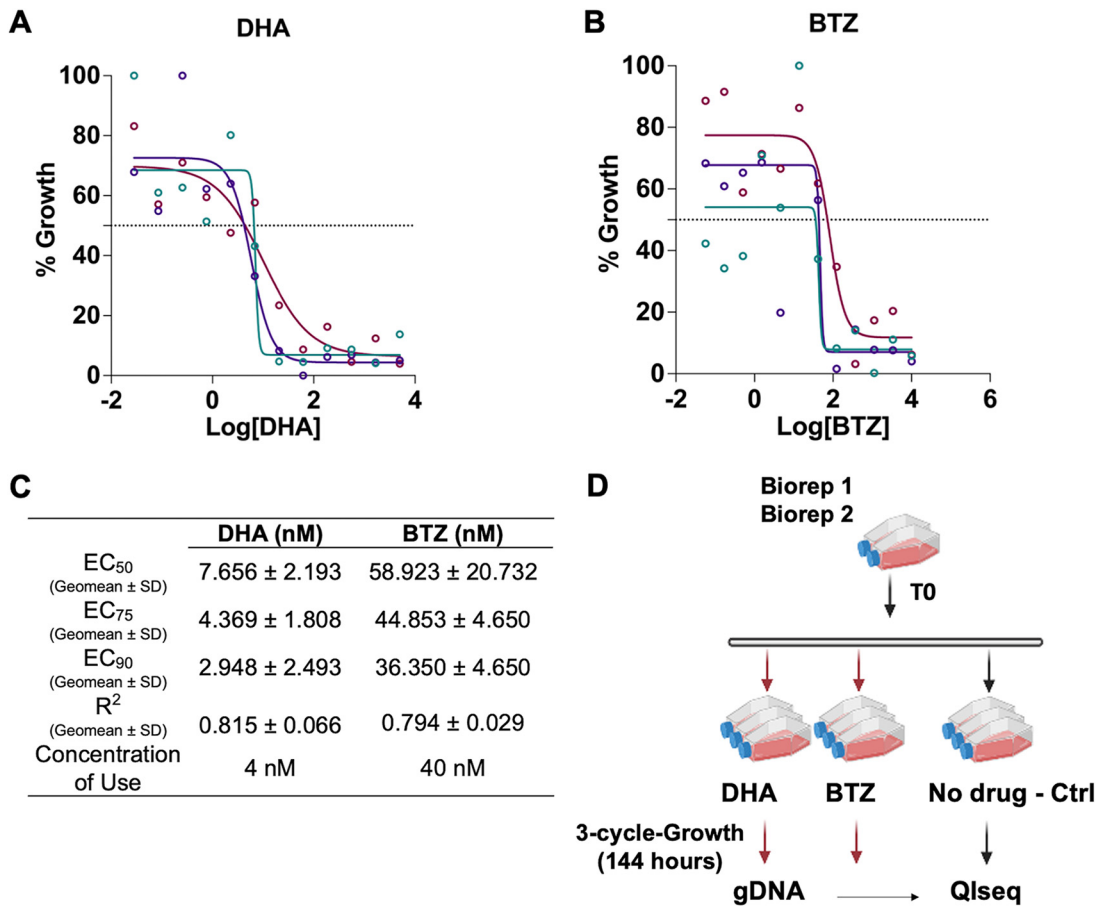 A
DHA
100
80
60
40
20
0
% Growth
-2
0
2
4
Log[DHA]
B
BTZ
100
80
60
40
20
0
% Growth
-2
0
2
4
6
Log[BTZ]
C
DHA (nM) BTZ (nM)
EC50
(Geomean ± SD)
7.656 ± 2.193 58.923 ± 20.732
EC75
(Geomean ± SD)
4.369 ± 1.808 44.853 ± 4.650
EC90
(Geomean ± SD)
2.948 ± 2.493 36.350 ± 4.650
R2
(Geomean ± SD)
0.815 ± 0.066 0.794 ± 0.029
Concentration
of Use
4 nM 40 nM
D
Biorep 1
Biorep 2
T0
DHA BTZ No drug - Ctrl
3-cycle-Growth
(144 hours)
gDNA QIseq